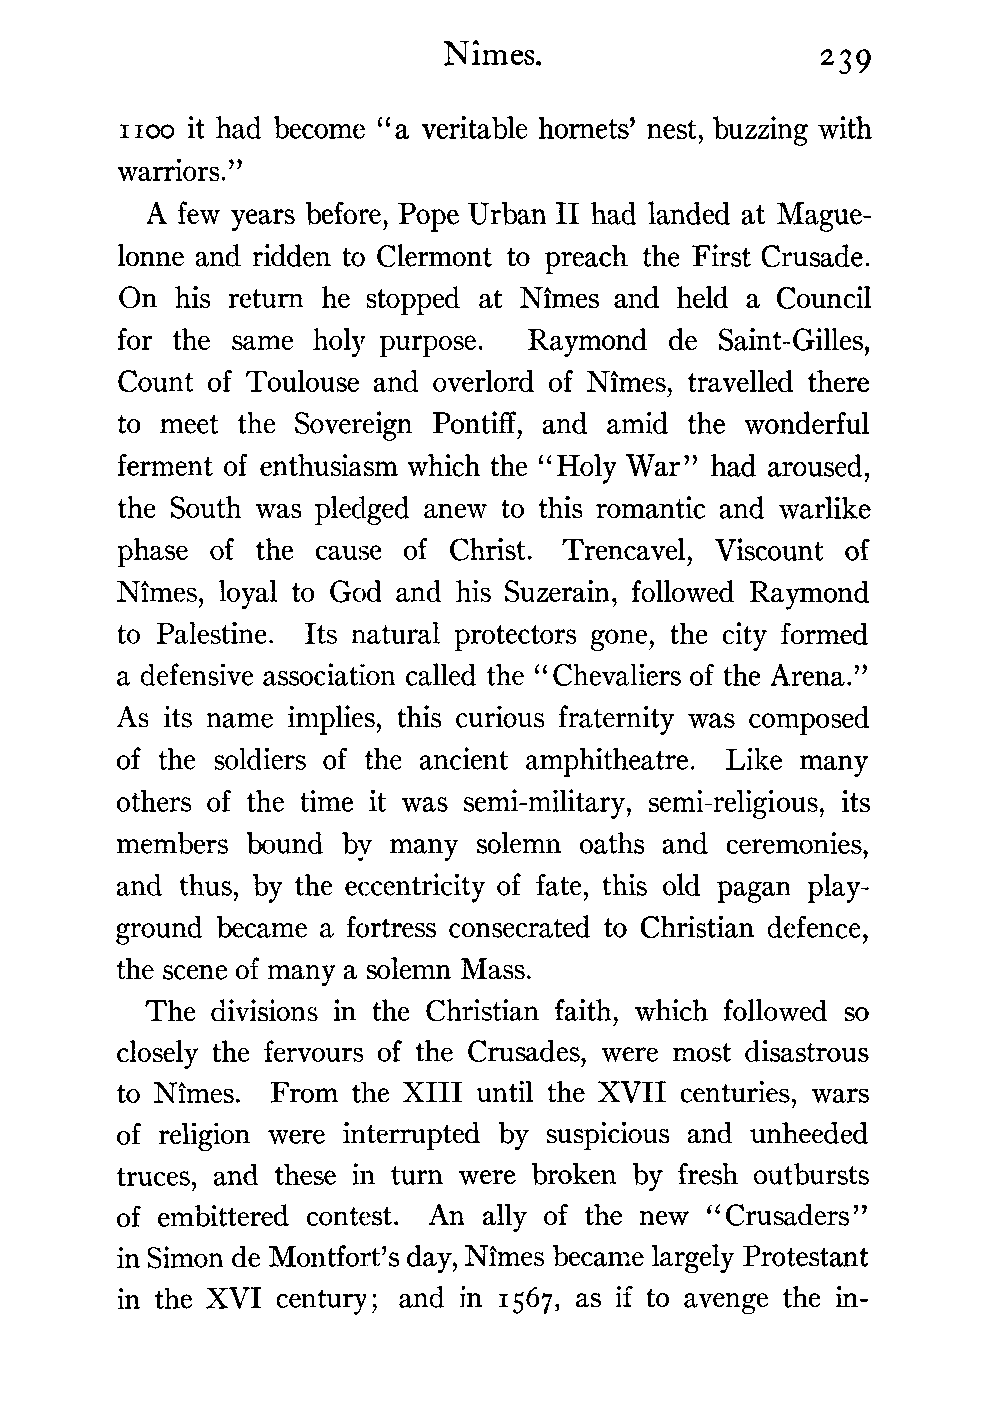 Nîmes. 239
1100 it had become “a veritable hornets’ nest, buzzing with
warriors.”
A few years before, Pope Urban II had landed at Mague-
lonne and ridden to Clermont to preach the First Crusade.
On his return he stopped at Nîmes and held a Council
for the same holy purpose. Raymond de Saint-Gilles,
Count of Toulouse and overlord of Nîmes, travelled there
to meet the Sovereign Pontiff, and amid the wonderful
ferment of enthusiasm which the “Holy War” had aroused,
the South was pledged anew to this romantic and warlike
phase of the cause of Christ. Trencavel, Viscount of
Nîmes, loyal to God and his Suzerain, followed Raymond
to Palestine. Its natural protectors gone, the city formed
a defensive association called the “Chevaliers of the Arena.”
As its name implies, this curious fraternity was composed
of the soldiers of the ancient amphitheatre. Like many
others of the time it was semi-military, semi-religious, its
members bound by many solemn oaths and ceremonies,
and thus, by the eccentricity of fate, this old pagan play-
ground became a fortress consecrated to Christian defence,
the scene of many a solemn Mass.
The divisions in the Christian faith, which followed so
closely the fervours of the Crusades, were most disastrous
to Nîmes. From the XIII until the XVII centuries, wars
of religion were interrupted by suspicious and unheeded
truces, and these in turn were broken by fresh outbursts
of embittered contest. An ally of the new “Crusaders”
in Simon de Montfort’s day, Nîmes became largely Protestant
in the XVI century; and in 1567, as if to avenge the in-